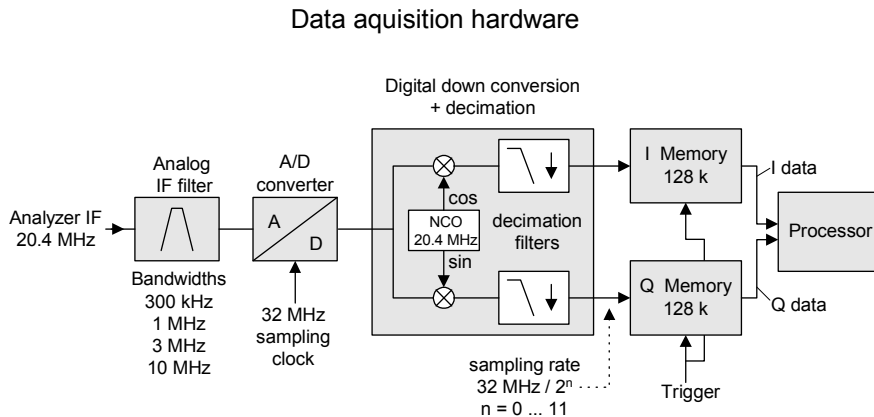 Data aquisition hardware
Digital down conversion
+ decimation
Analog
IF filter
A/D
converter
Analyzer IF
20.4 MHz
Bandwidths
300 kHz
1 MHz
3 MHz
10 MHz
A
D
32 MHz
sampling
clock
cos
NCO
20.4 MHz
sin
decimation
filters
sampling rate
32 MHz / 2ⁿ
n = 0 ... 11
I Memory
128 k
Q Memory
128 k
Trigger
I data
Q data
Processor